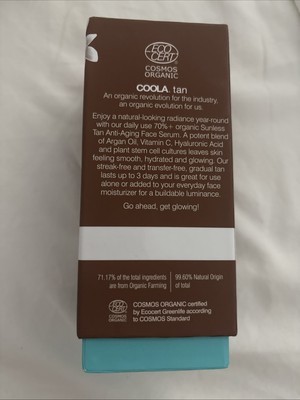 ECO
CERT
COSMOS
ORGANIC
COOLA. tan
An organic revolution for the industry,
an organic evolution for us.
Enjoy a natural-looking radiance year-round
with our daily use 70%+ organic Sunless
Tan Anti-Aging Face Serum. A potent blend
of Argan Oil, Vitamin C, Hyaluronic Acid
and plant stem cell cultures leaves skin
feeling smooth, hydrated and glowing. Our
streak-free and transfer-free, gradual tan
lasts up to 3 days and is great for use
alone or added to your everyday face
moisturizer for a buildable luminance.
Go ahead, get glowing!
71.17% of the total ingredients
are from Organic Farming
99.60% Natural Origin
of total
ECO
CERT
COSMOS
ORGANIC
COSMOS ORGANIC certified
by Ecocert Greenlife according
to COSMOS Standard